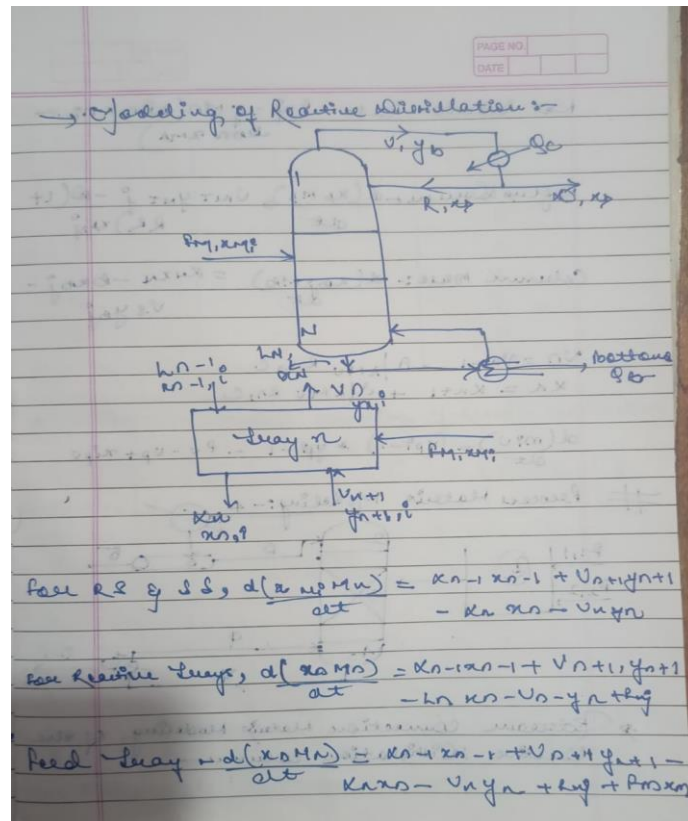 PAGE NO.
DATE
→ Modeling of Reactive Distillation :-
V, yD
Qc
1
R, xD
D, xD
FM, xMi
N
LN,
xN
Bottoms
QB
Ln-1,
xn-1, i
Vn
yn, i
Tray n
FM, xMi
Ln
xn, i
Vn+1
yn+1, i
For RS & SS, d(xn Mn)/dt = Ln-1 xn-1 + Vn+1 yn+1
- Ln xn - Vn yn
For Reactive Trays, d(xn Mn)/dt = Ln-1 xn-1 + Vn+1, yn+1
- Ln xn - Vn - yn + Rnj
Feed Tray - d(xn Mn)/dt = Ln-1 xn-1 + Vn+1 yn+1 -
Ln xn - Vn yn + Rnj + FM xM